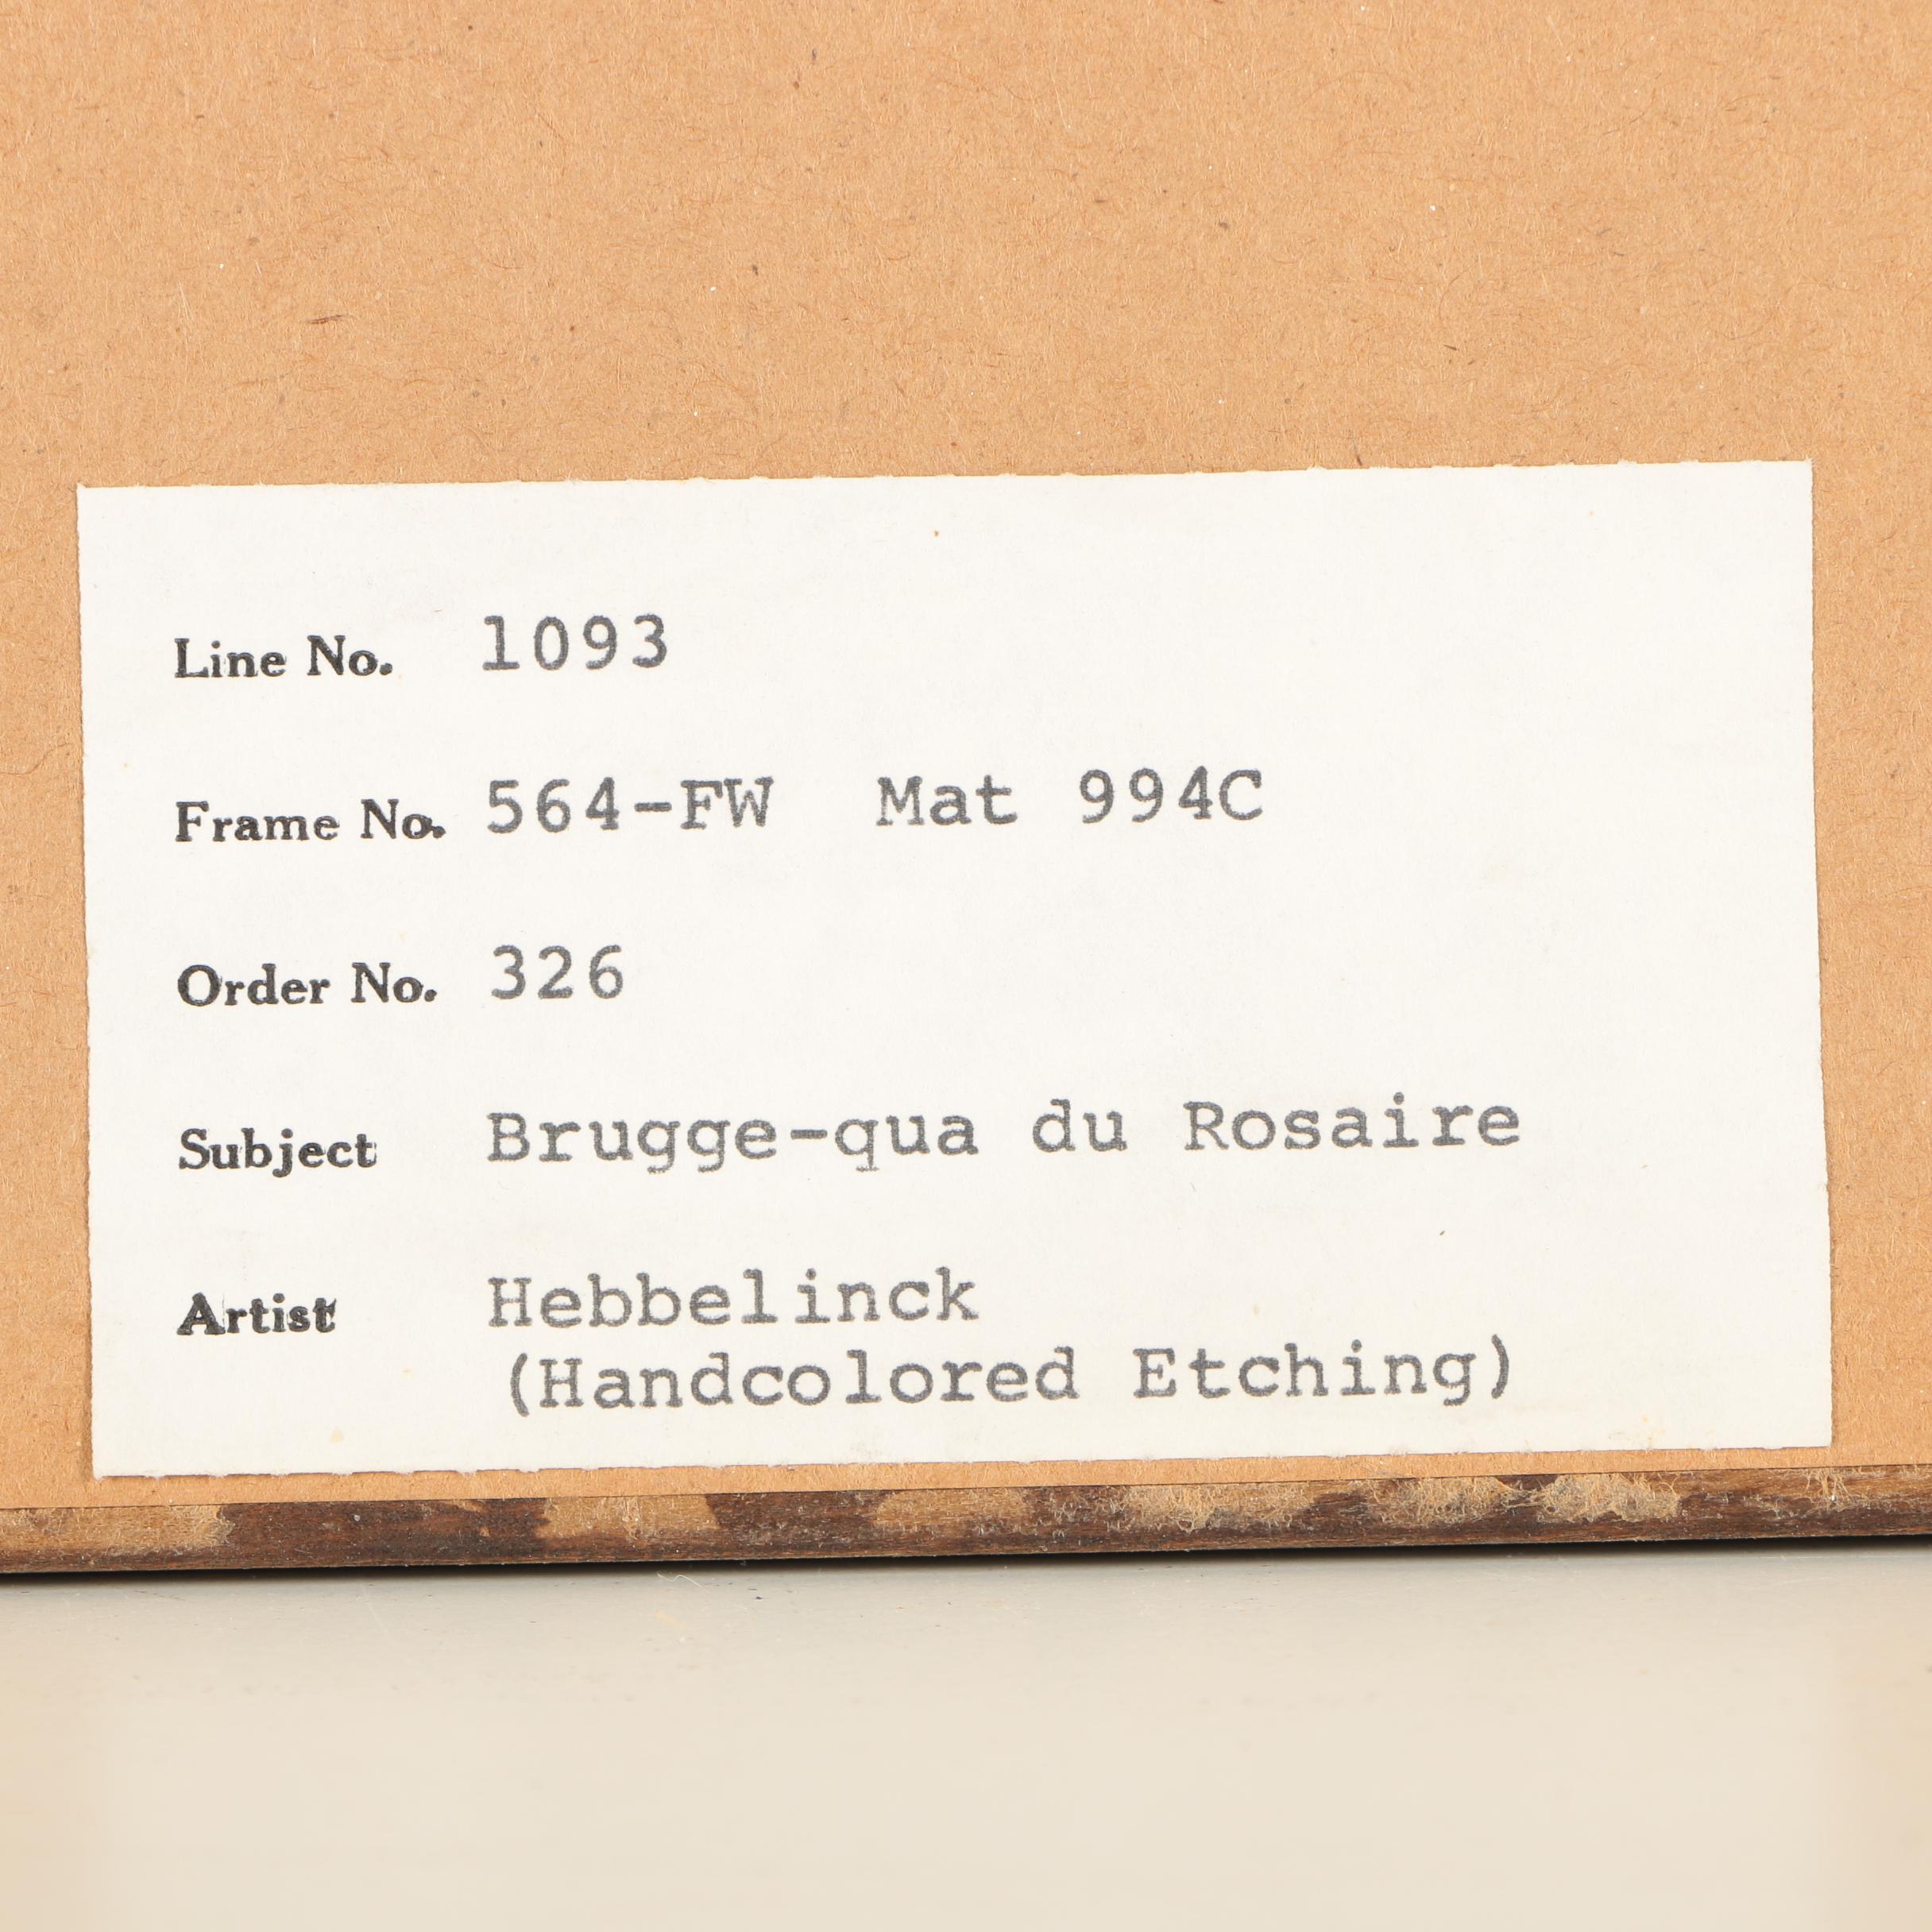 Line No. 1093
Frame No. 564-FW Mat 994C
Order No. 326
Subject Brugge-qua du Rosaire
Artist Hebbelinck
(Handcolored Etching)